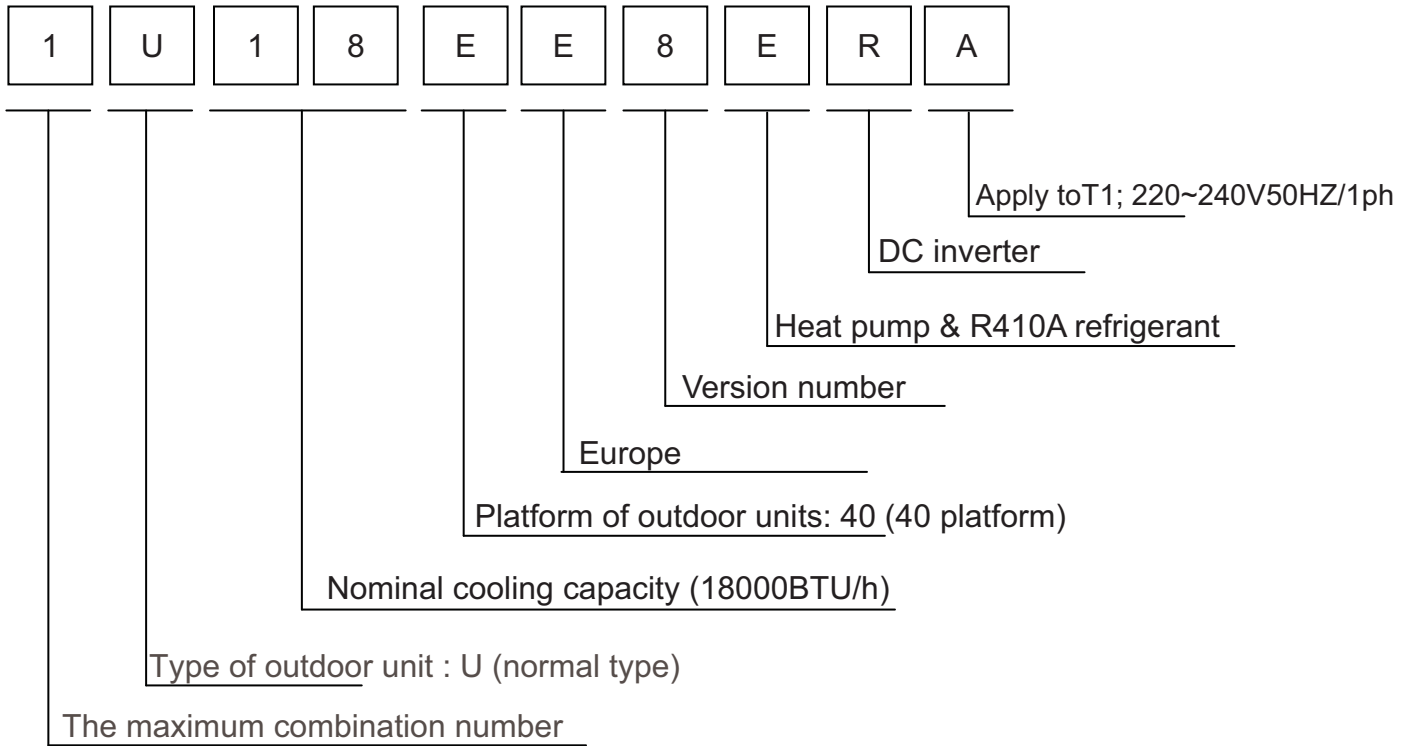 1 U 1 8 E E 8 E R A
Apply toT1; 220~240V50HZ/1ph
DC inverter
Heat pump & R410A refrigerant
Version number
Europe
Platform of outdoor units: 40 (40 platform)
Nominal cooling capacity (18000BTU/h)
Type of outdoor unit : U (normal type)
The maximum combination number